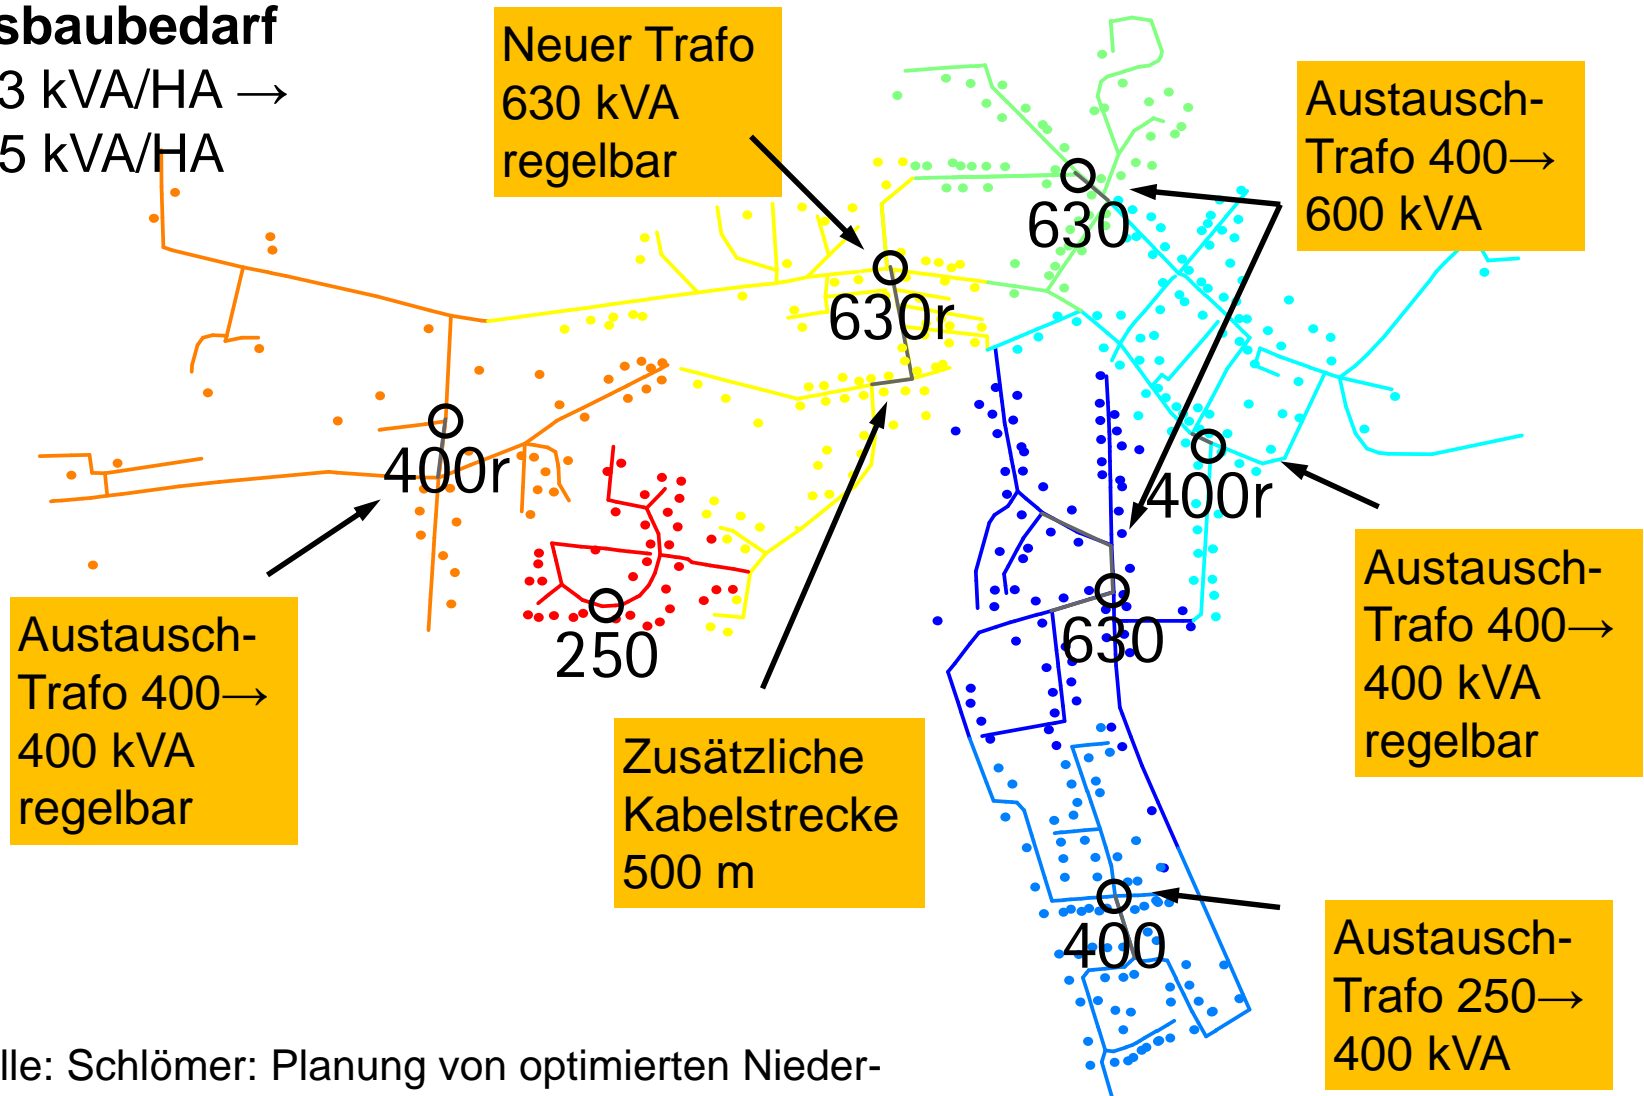 sbaubedarf
3 kVA/HA →
5 kVA/HA
Neuer Trafo
630 kVA
regelbar
Austausch-
Trafo 400→
600 kVA
630
630r
400r
400r
250
630
400
Austausch-
Trafo 400→
400 kVA
regelbar
Zusätzliche
Kabelstrecke
500 m
Austausch-
Trafo 400→
400 kVA
regelbar
Austausch-
Trafo 250→
400 kVA
lle: Schlömer: Planung von optimierten Nieder-